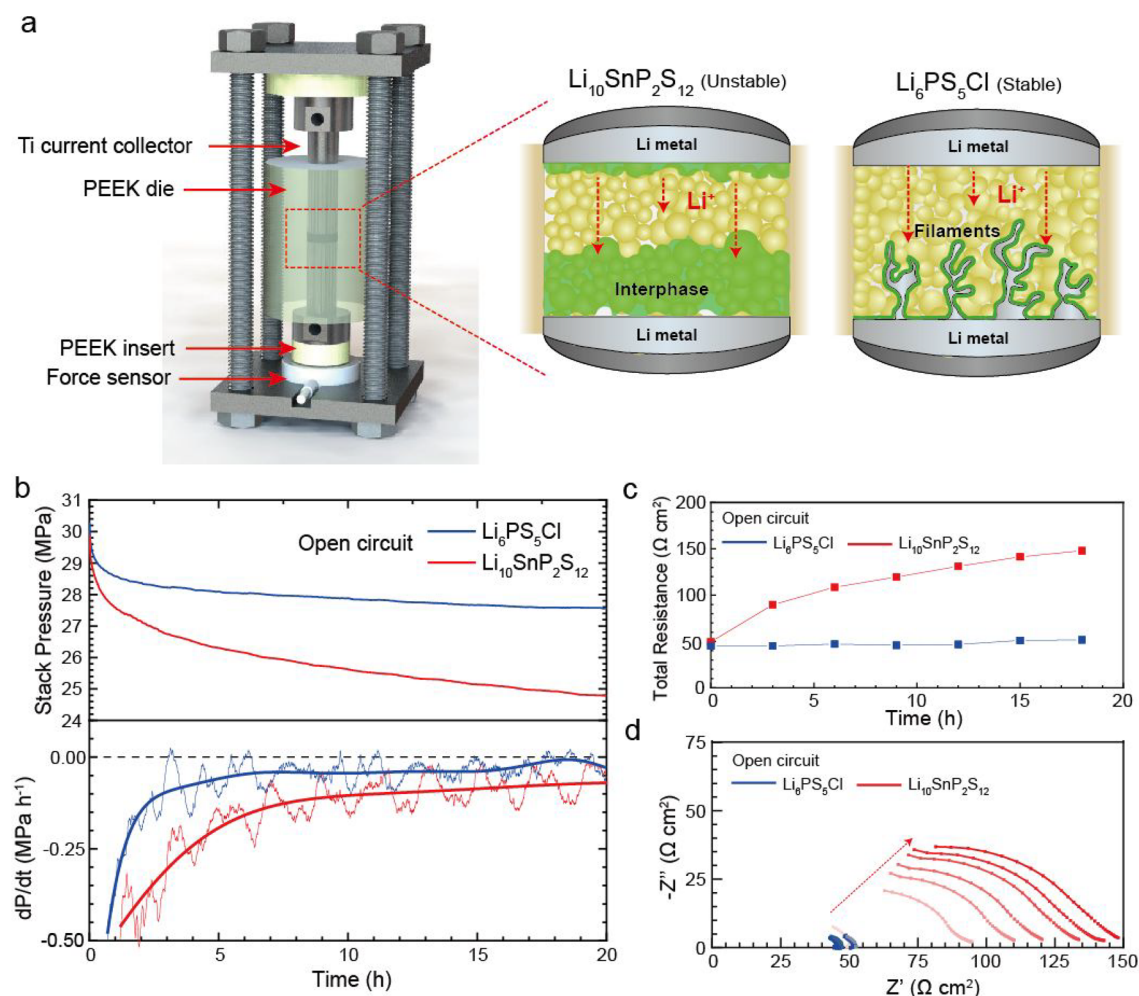 a
Li₁₀SnP₂S₁₂ (Unstable)
Li₆PS₅Cl (Stable)
Ti current collector
PEEK die
PEEK insert
Force sensor
Li metal
Li⁺
Interphase
Li metal
Li metal
Li⁺
Filaments
Li metal
b
31
30
29
28
27
26
25
24
Stack Pressure (MPa)
Open circuit
Li₆PS₅Cl
Li₁₀SnP₂S₁₂
0.00
-0.25
-0.50
dP/dt (MPa h⁻¹)
0
5
10
15
20
Time (h)
c
200
150
100
50
0
Total Resistance (Ω cm²)
Open circuit
Li₆PS₅Cl
Li₁₀SnP₂S₁₂
0
5
10
15
20
Time (h)
d
75
50
25
0
-Z" (Ω cm²)
Open circuit
Li₆PS₅Cl
Li₁₀SnP₂S₁₂
0
25
50
75
100
125
150
Z' (Ω cm²)